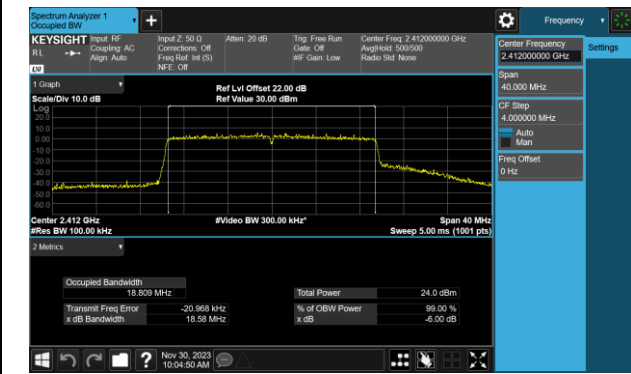 Spectrum Analyzer 1
Occupied BW
+
Frequency
KEYSIGHT
R L
LXI
Input: RF
Coupling: AC
Align: Auto
Input Z: 50 Ω
Corrections: Off
Freq Ref: Int (S)
NFE: Off
Atten: 20 dB
Trig: Free Run
Gate: Off
#IF Gain: Low
Center Freq: 2.412000000 GHz
Avg|Hold: 500/500
Radio Std: None
Center Frequency
2.412000000 GHz
Settings
Span
40.000 MHz
CF Step
4.000000 MHz
Auto
Man
Freq Offset
0 Hz
1 Graph
Scale/Div 10.0 dB
Ref Lvl Offset 22.00 dB
Ref Value 30.00 dBm
Log
20.0
10.0
0.00
-10.0
-20.0
-30.0
-40.0
-50.0
-60.0
Center 2.412 GHz
#Video BW 300.00 kHz*
Span 40 MHz
#Res BW 100.00 kHz
Sweep 5.00 ms (1001 pts)
2 Metrics
Occupied Bandwidth
18.809 MHz
Total Power 24.0 dBm
Transmit Freq Error -20.968 kHz
% of OBW Power 99.00 %
x dB Bandwidth 18.58 MHz
x dB -6.00 dB
?
Nov 30, 2023
10:04:50 AM